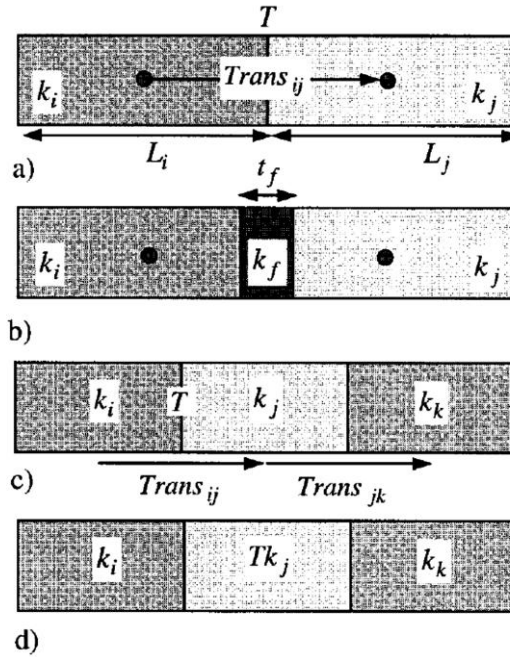 T
k_i Trans_ij k_j
L_i L_j
a)
t_f
k_i k_f k_j
b)
k_i T k_j k_k
Trans_ij Trans_jk
c)
k_i Tk_j k_k
d)